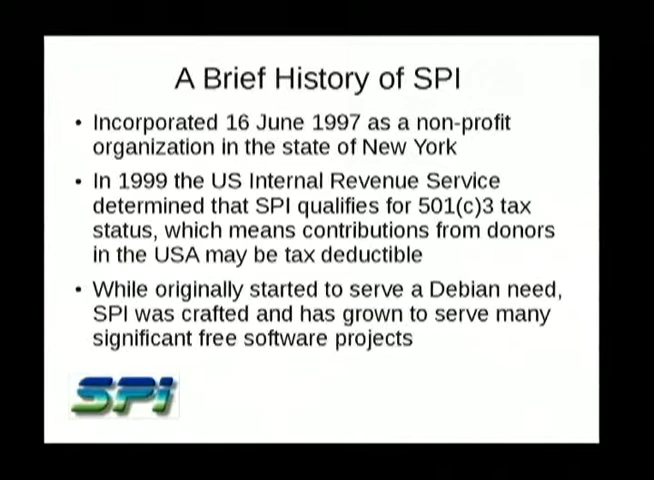 A Brief History of SPI
• Incorporated 16 June 1997 as a non-profit
organization in the state of New York
• In 1999 the US Internal Revenue Service
determined that SPI qualifies for 501(c)3 tax
status, which means contributions from donors
in the USA may be tax deductible
• While originally started to serve a Debian need,
SPI was crafted and has grown to serve many
significant free software projects
SPI